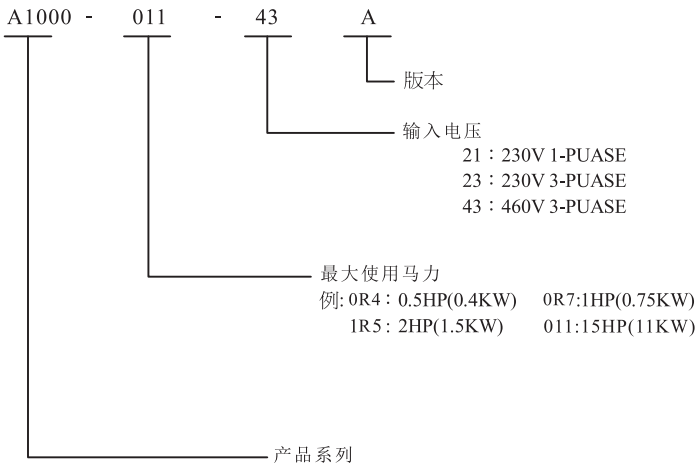 A1000 - 011 - 43 A
版本
输入电压
21：230V 1-PUASE
23：230V 3-PUASE
43：460V 3-PUASE
最大使用马力
例: 0R4：0.5HP(0.4KW) 0R7:1HP(0.75KW)
1R5: 2HP(1.5KW) 011:15HP(11KW)
产品系列